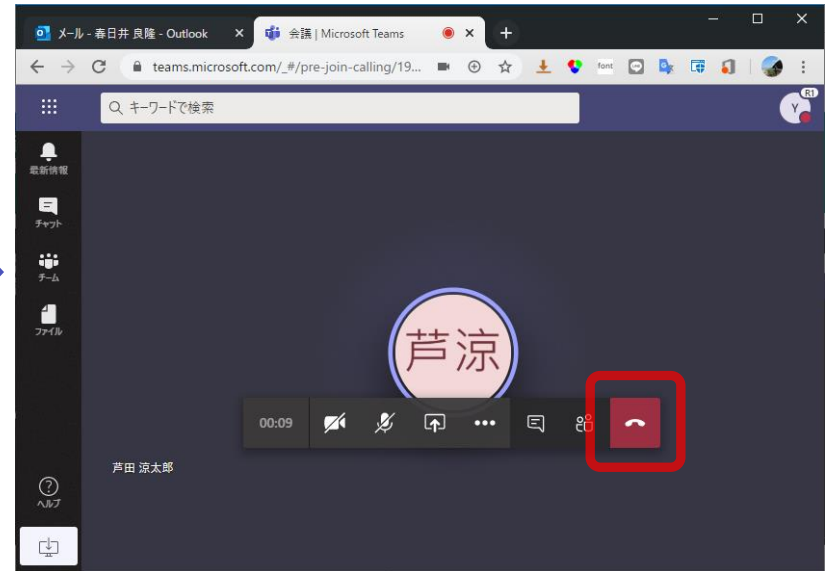 メール - 春日井 良隆 - Outlook
会議 | Microsoft Teams
teams.microsoft.com/_#/pre-join-calling/19...
font
キーワードで検索
Y
R1
最新情報
チャット
チーム
ファイル
芦涼
00:09
芦田 涼太郎
ヘルプ